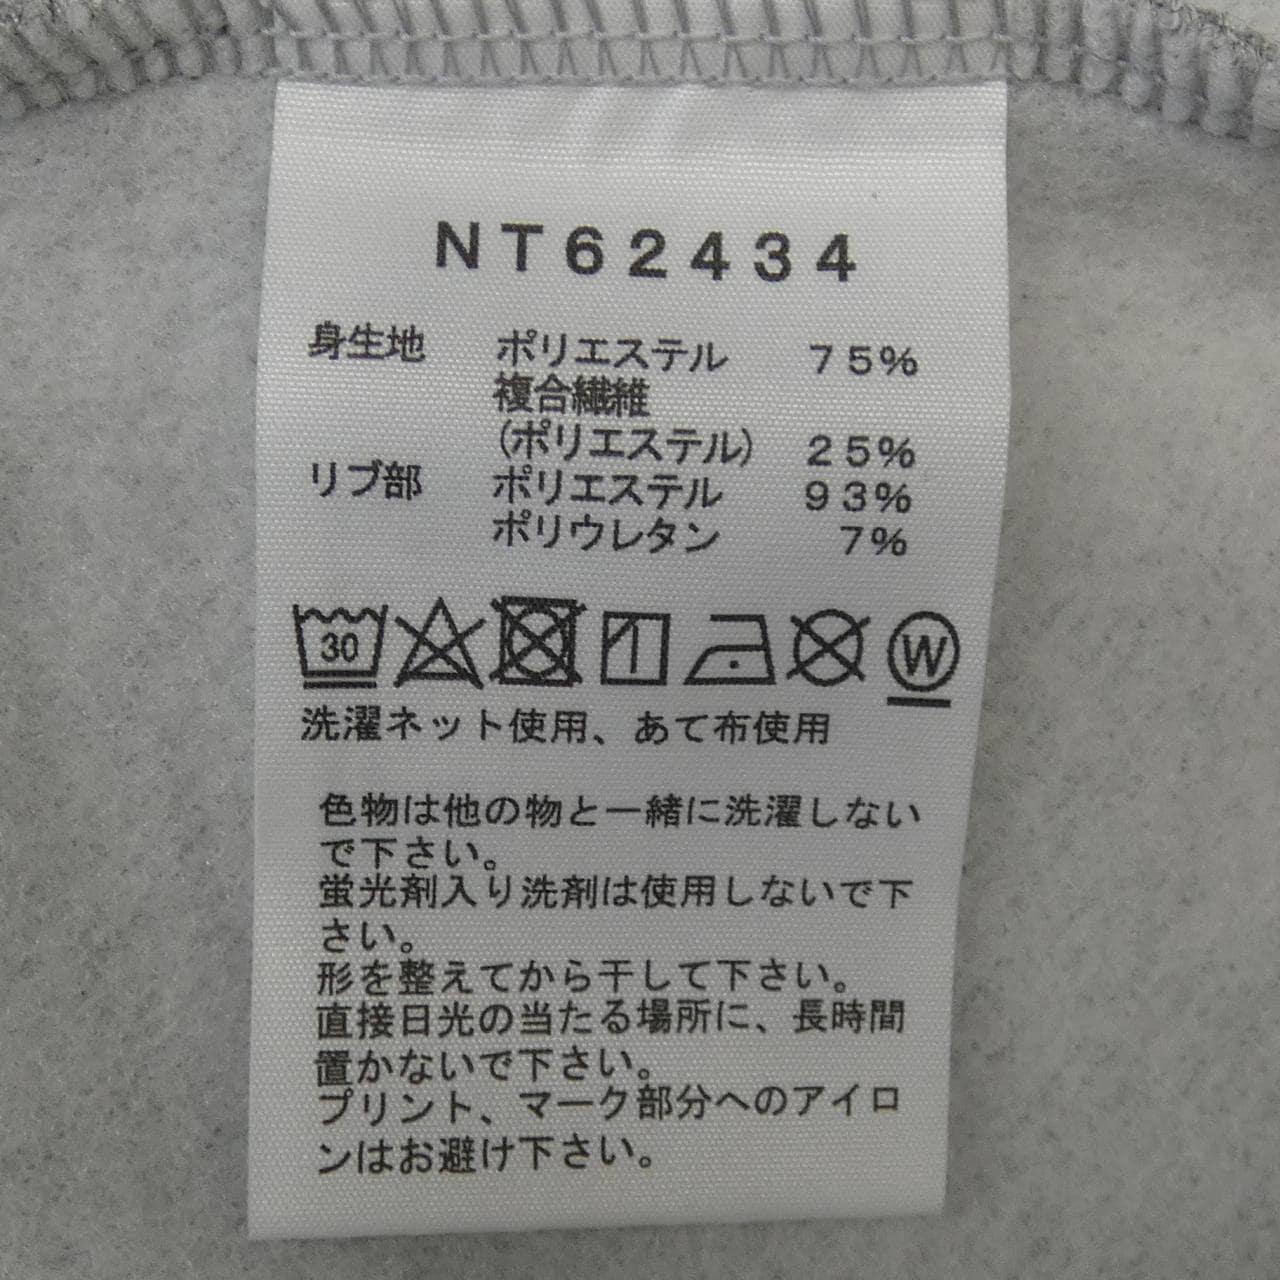 NT62434
身生地 ポリエステル 75%
複合繊維
(ポリエステル) 25%
リブ部 ポリエステル 93%
ポリウレタン 7%
30 W
洗濯ネット使用、あて布使用
色物は他の物と一緒に洗濯しない
で下さい。
蛍光剤入り洗剤は使用しないで下
さい。
形を整えてから干して下さい。
直接日光の当たる場所に、長時間
置かないで下さい。
プリント、マーク部分へのアイロ
ンはお避け下さい。